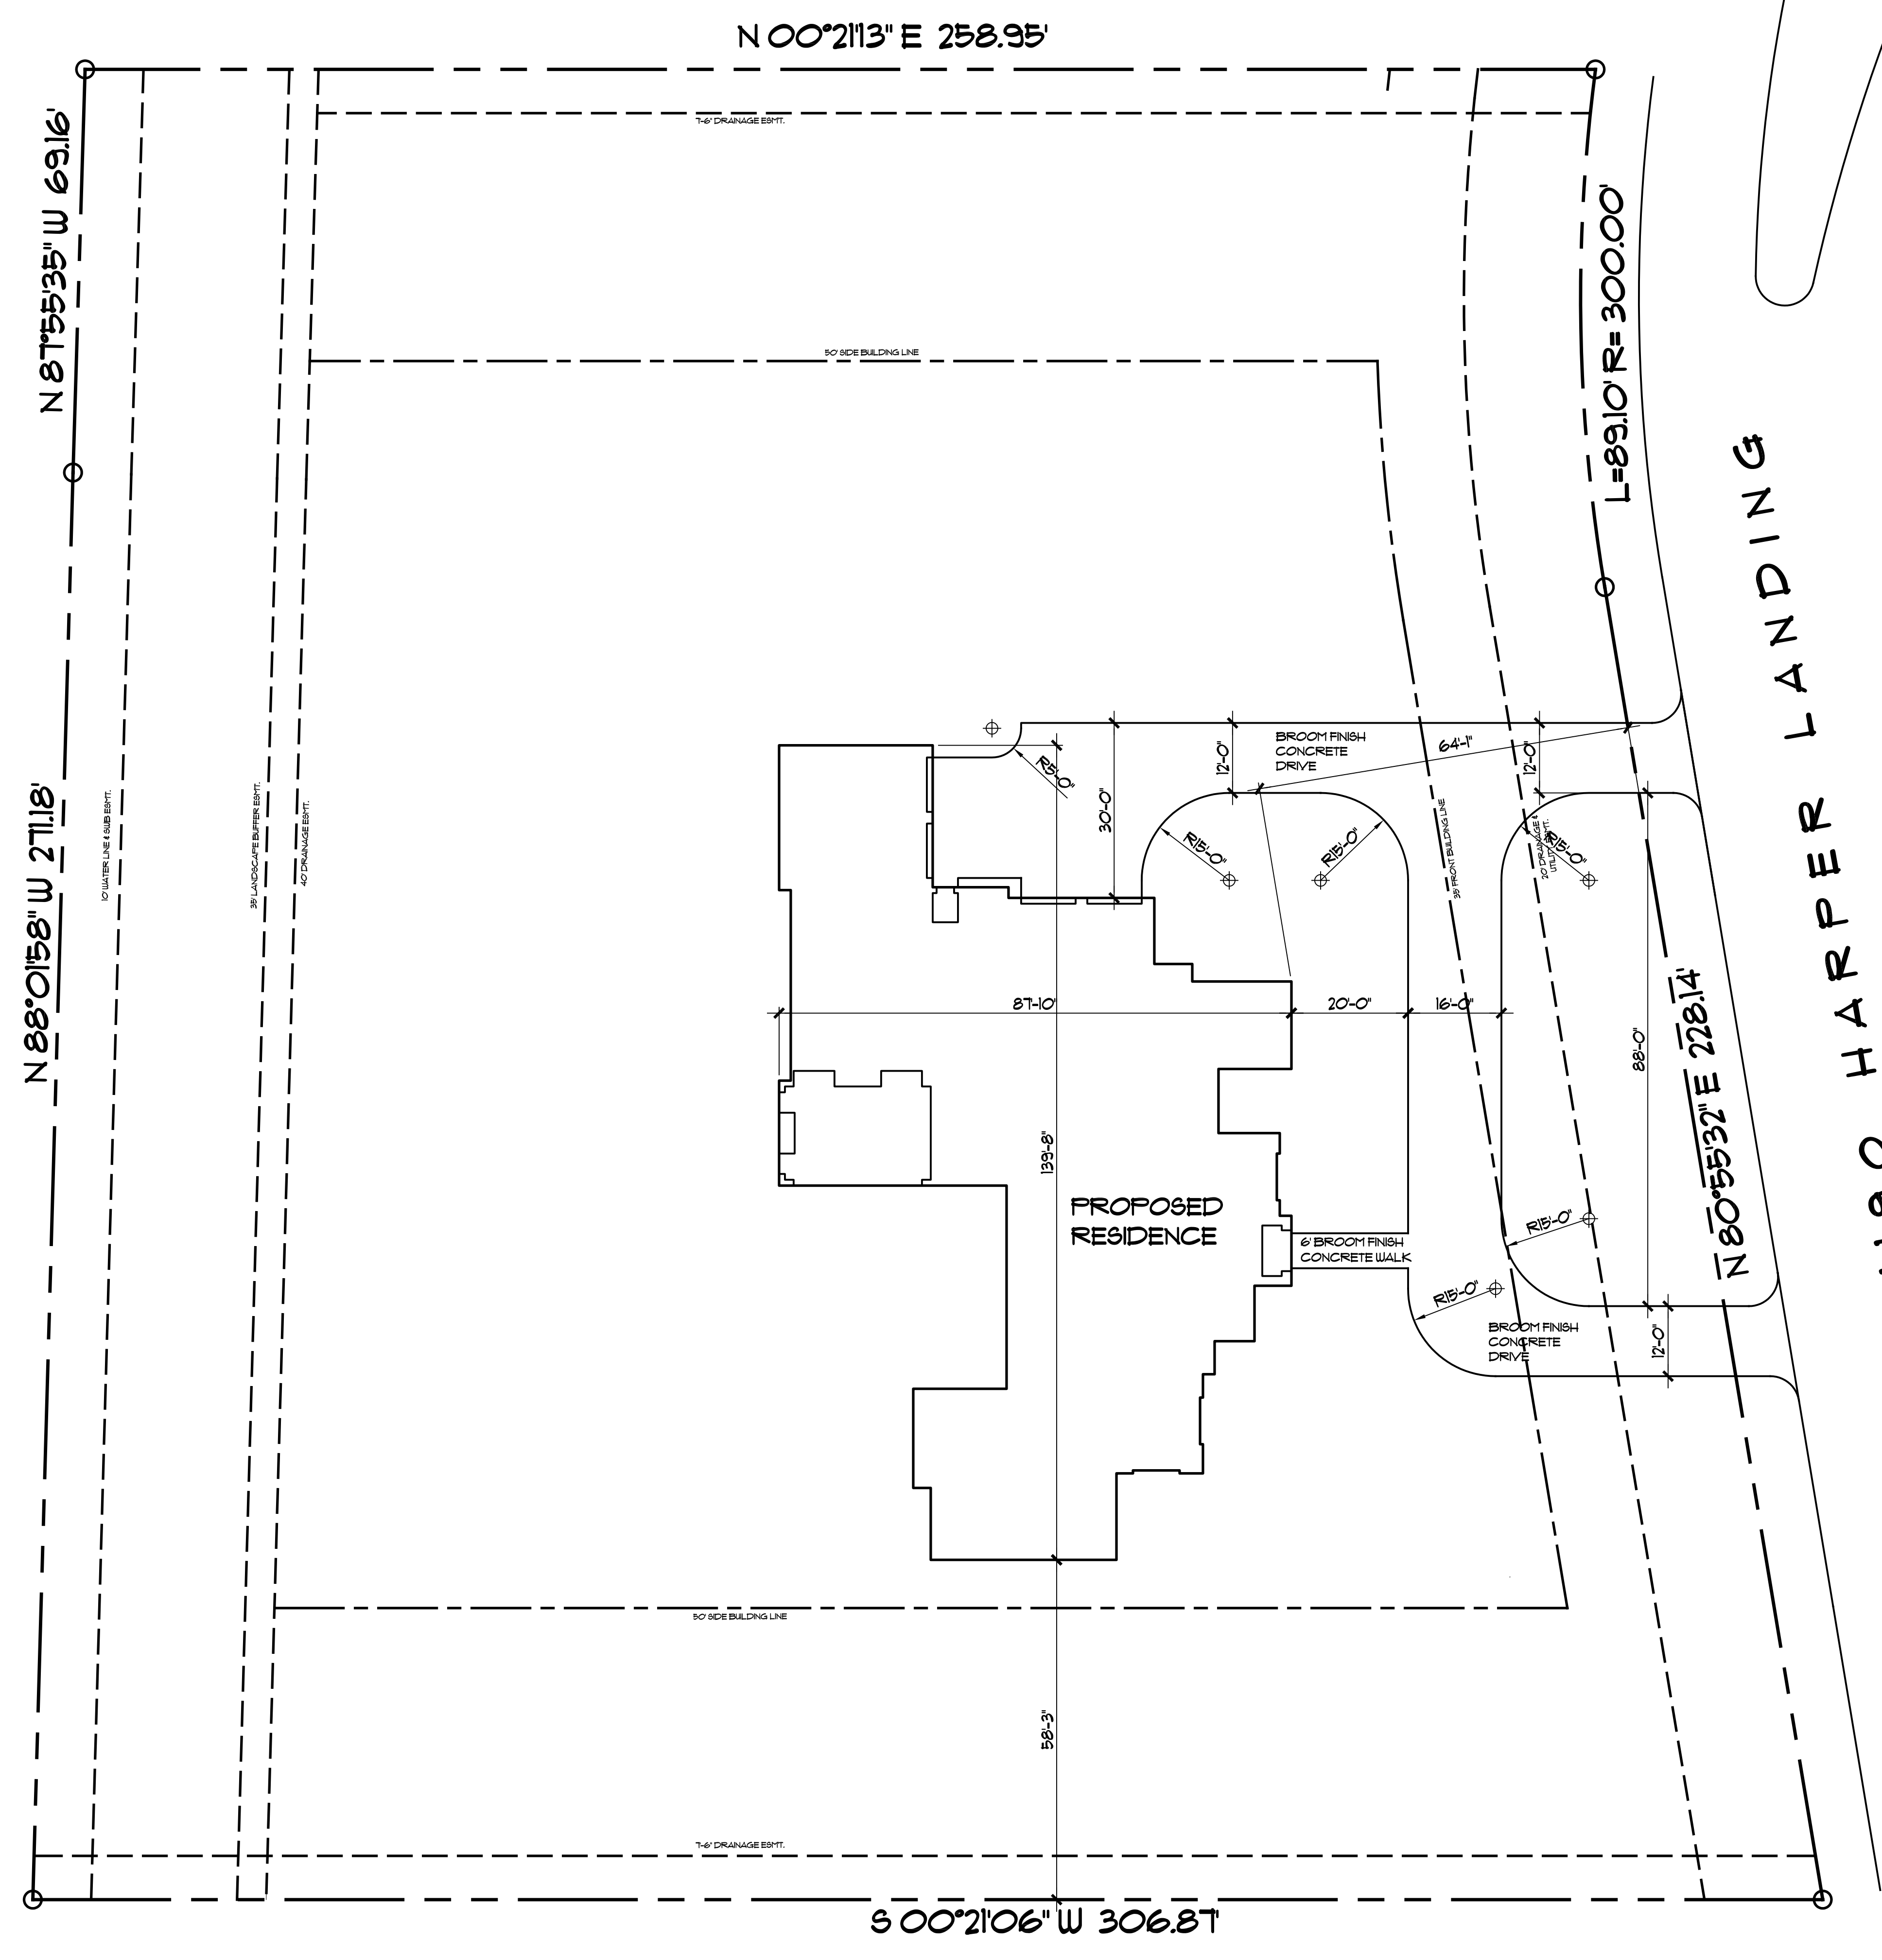 N 00°21'13" E 258.95'
7'-6" DRAINAGE ESMT.
N 87°55'35" W 69.16'
L=89.10' R= 300.00'
50' SIDE BUILDING LINE
HARPER LANDING
BROOM FINISH
CONCRETE
DRIVE
64'-1"
12'-0"
12'-0"
R5'-0"
30'-0"
R15'-0"
R15'-0"
R15'-0"
35' FRONT BUILDING LINE
20' DRAINAGE &
UTILITY ESMT.
N 88°01'58" W 271.18'
10' WATER LINE & SUB ESMT.
35' LANDSCAPE BUFFER ESMT.
40' DRAINAGE ESMT.
87'-10"
20'-0"
16'-0"
88'-0"
N 80°55'32" E 228.14'
139'-8"
PROPOSED
RESIDENCE
6' BROOM FINISH
CONCRETE WALK
R15'-0"
R15'-0"
BROOM FINISH
CONCRETE
DRIVE
12'-0"
50' SIDE BUILDING LINE
58'-3"
7'-6" DRAINAGE ESMT.
S 00°21'06" W 306.87'